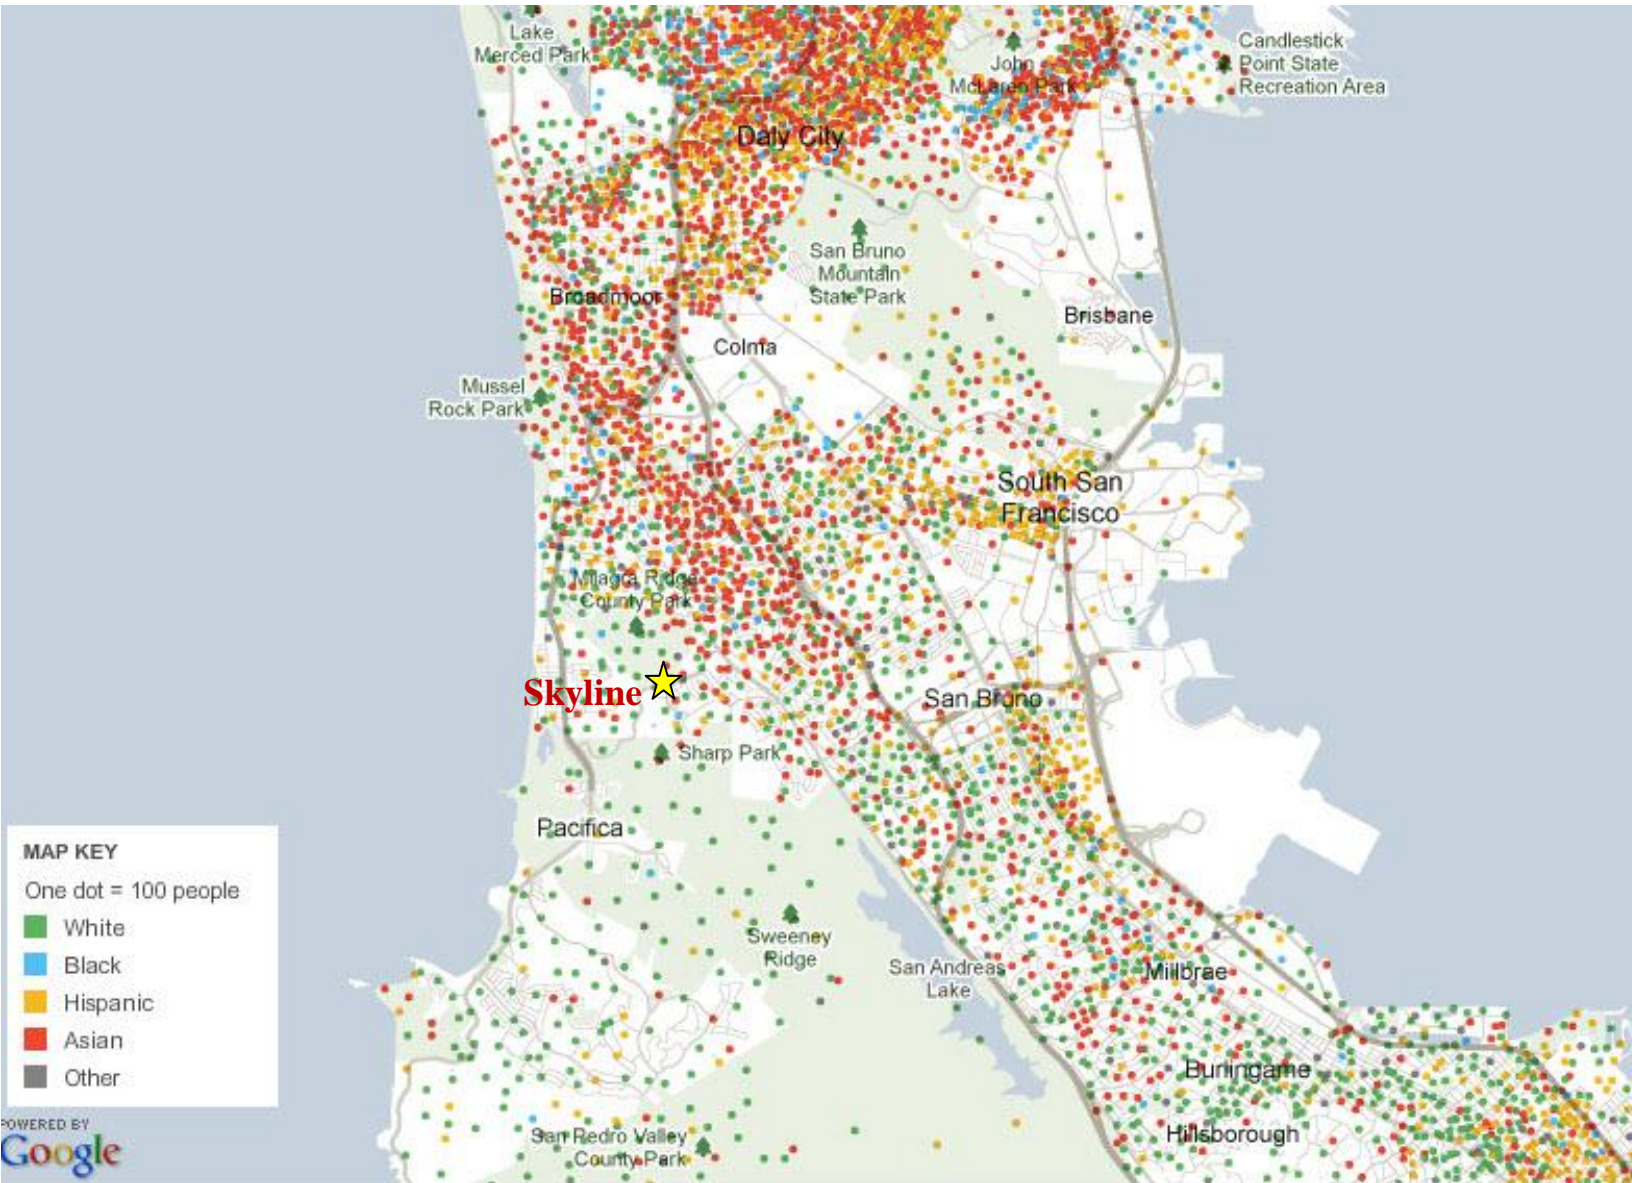 Lake
Merced Park
John
McLaren Park
Candlestick
Point State
Recreation Area
Daly City
San Bruno
Mountain
State Park
Broadmoor
Brisbane
Colma
Mussel
Rock Park
South San
Francisco
Milagra Ridge
County Park
Skyline
San Bruno
Sharp Park
Pacifica
MAP KEY
One dot = 100 people
White
Black
Hispanic
Asian
Other
Sweeney
Ridge
San Andreas
Lake
Millbrae
Burlingame
Hillsborough
San Pedro Valley
County Park
POWERED BY
Google